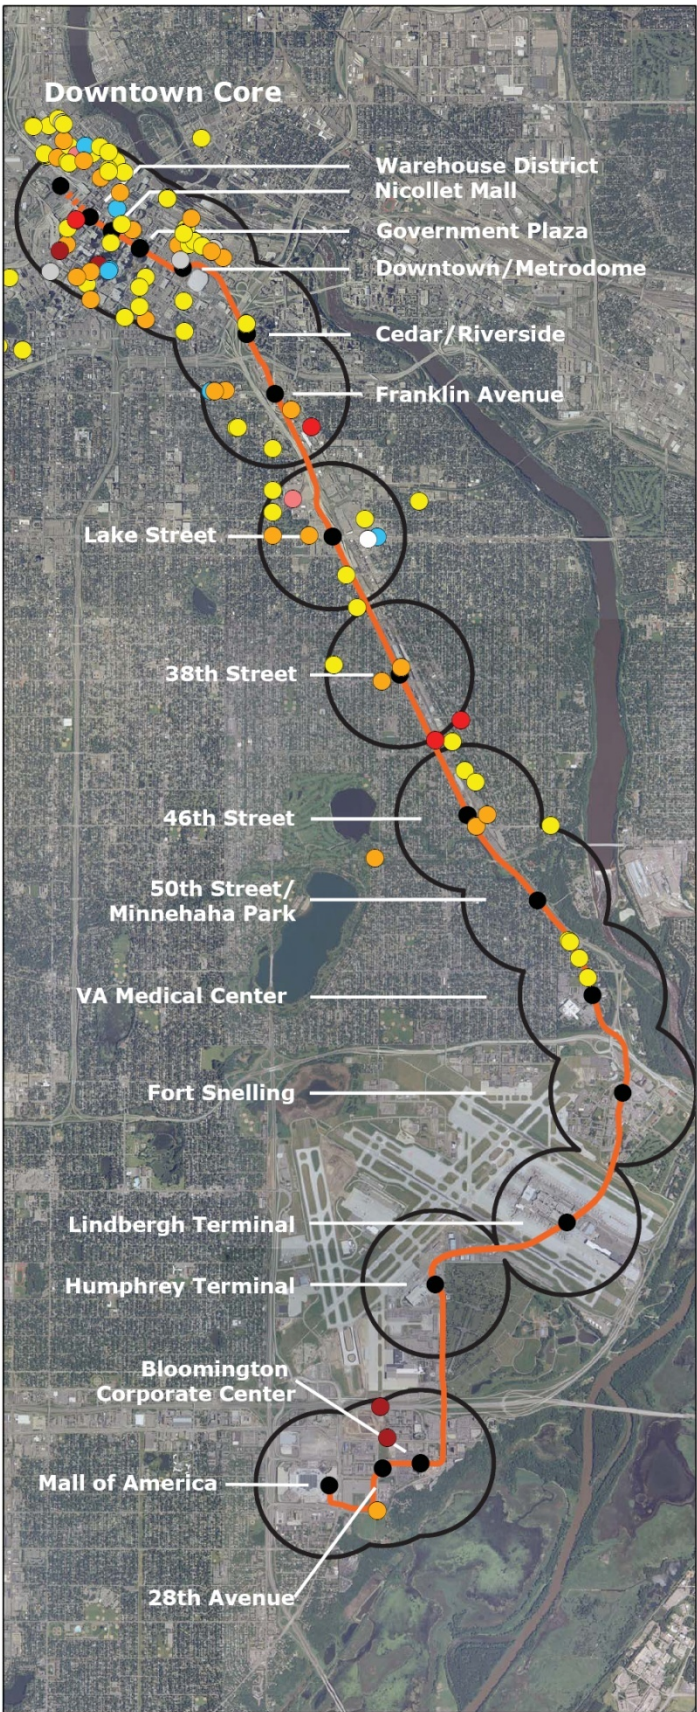 Downtown Core
Warehouse District
Nicollet Mall
Government Plaza
Downtown/Metrodome
Cedar/Riverside
Franklin Avenue
Lake Street
38th Street
46th Street
50th Street/
Minnehaha Park
VA Medical Center
Fort Snelling
Lindbergh Terminal
Humphrey Terminal
Bloomington
Corporate Center
Mall of America
28th Avenue